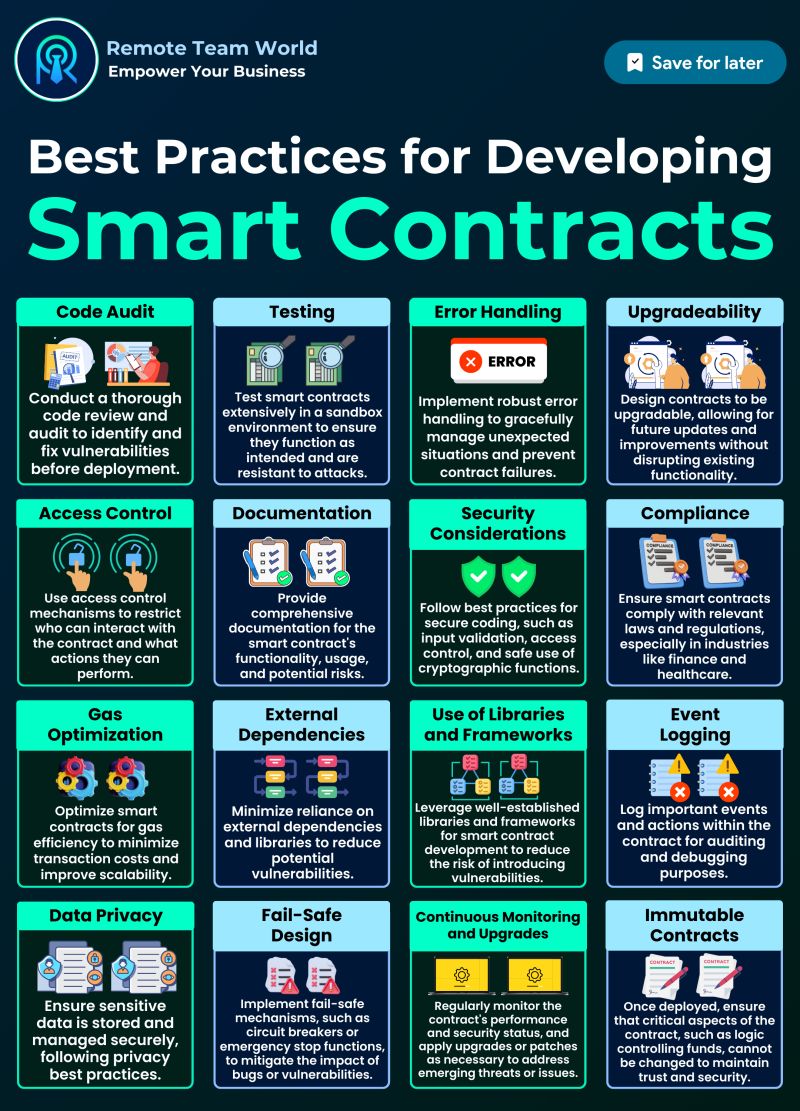 Remote Team World
Empower Your Business
Save for later
Best Practices for Developing
Smart Contracts
Code Audit
AUDIT
Conduct a thorough
code review and
audit to identify and
fix vulnerabilities
before deployment.
Testing
Test smart contracts
extensively in a sandbox
environment to ensure
they function as
intended and are
resistant to attacks.
Error Handling
ERROR
Implement robust error
handling to gracefully
manage unexpected
situations and prevent
contract failures.
Upgradeability
Design contracts to be
upgradable, allowing for
future updates and
improvements without
disrupting existing
functionality.
Access Control
Use access control
mechanisms to restrict
who can interact with
the contract and what
actions they can
perform.
Documentation
Provide
comprehensive
documentation for the
smart contract's
functionality, usage,
and potential risks.
Security
Considerations
Follow best practices for
secure coding, such as
input validation, access
control, and safe use of
cryptographic functions.
Compliance
COMPLIANCE
COMPLIANCE
Ensure smart contracts
comply with relevant
laws and regulations,
especially in industries
like finance and
healthcare.
Gas
Optimization
Optimize smart
contracts for gas
efficiency to minimize
transaction costs and
improve scalability.
External
Dependencies
Minimize reliance on
external dependencies
and libraries to reduce
potential
vulnerabilities.
Use of Libraries
and Frameworks
Leverage well-established
libraries and frameworks
for smart contract
development to reduce
the risk of introducing
vulnerabilities.
Event
Logging
Log important events
and actions within the
contract for auditing
and debugging
purposes.
Data Privacy
Ensure sensitive
data is stored and
managed securely,
following privacy
best practices.
Fail-Safe
Design
Implement fail-safe
mechanisms, such as
circuit breakers or
emergency stop functions,
to mitigate the impact of
bugs or vulnerabilities.
Continuous Monitoring
and Upgrades
Regularly monitor the
contract's performance
and security status, and
apply upgrades or patches
as necessary to address
emerging threats or issues.
Immutable
Contracts
CONTRACT
CONTRACT
Once deployed, ensure
that critical aspects of the
contract, such as logic
controlling funds, cannot
be changed to maintain
trust and security.